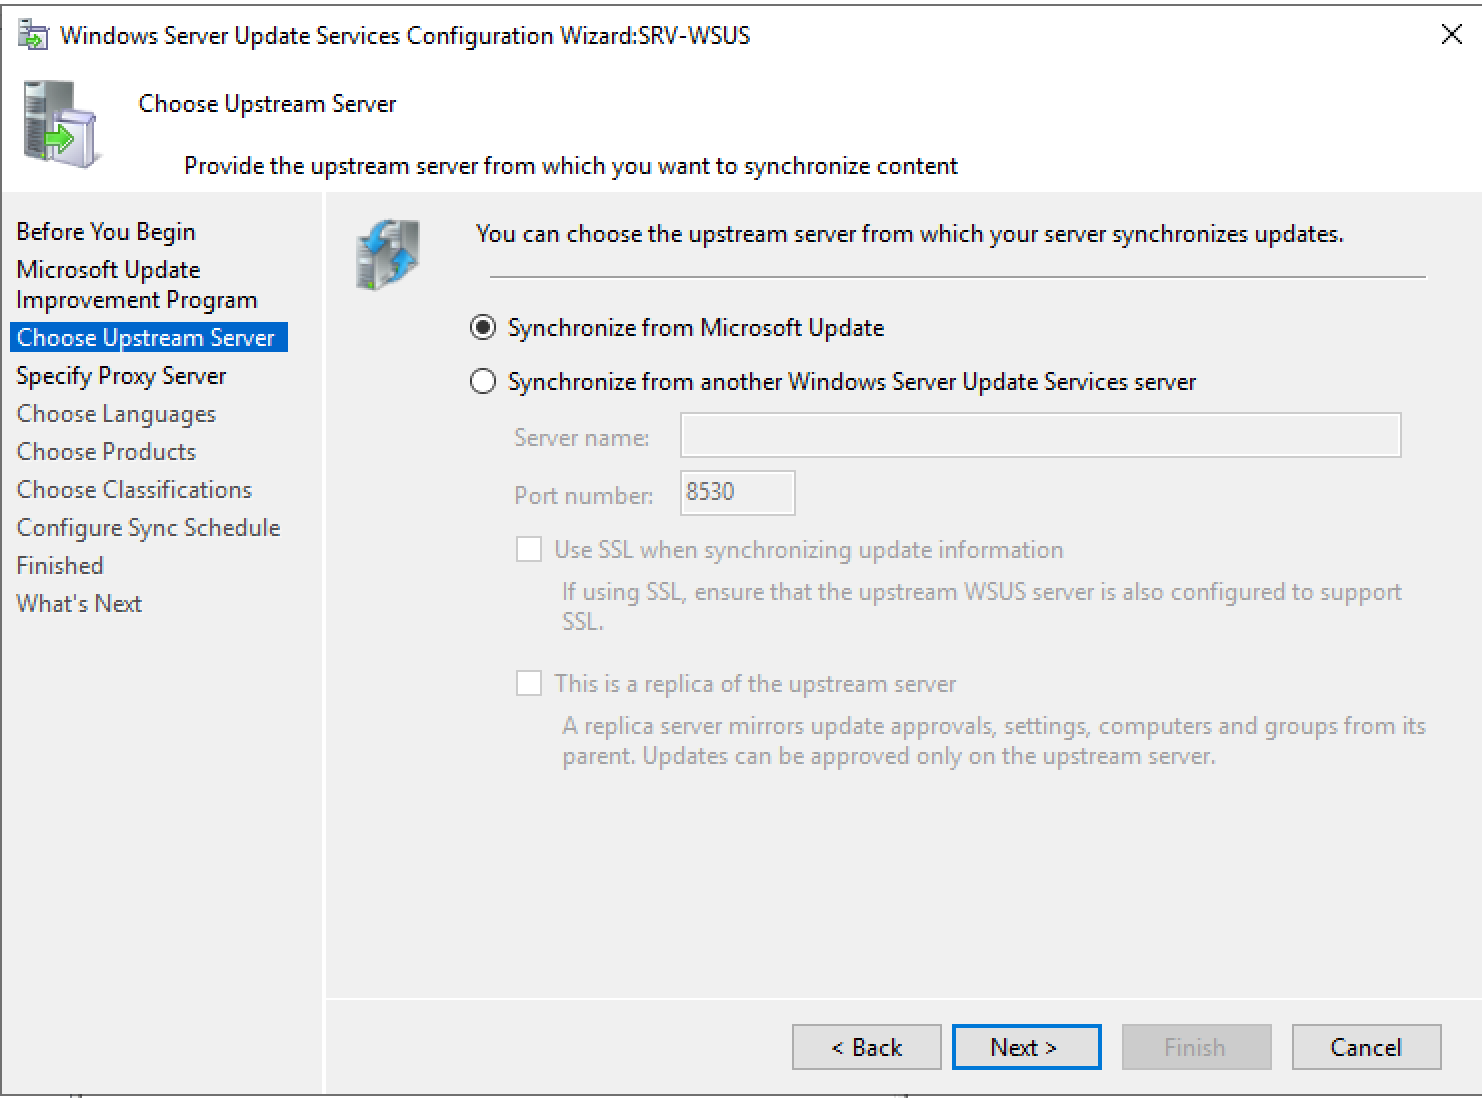 Windows Server Update Services Configuration Wizard:SRV-WSUS
Choose Upstream Server
Provide the upstream server from which you want to synchronize content
Before You Begin
Microsoft Update
Improvement Program
Choose Upstream Server
Specify Proxy Server
Choose Languages
Choose Products
Choose Classifications
Configure Sync Schedule
Finished
What's Next
You can choose the upstream server from which your server synchronizes updates.
Synchronize from Microsoft Update
Synchronize from another Windows Server Update Services server
Server name:
Port number: 8530
Use SSL when synchronizing update information
If using SSL, ensure that the upstream WSUS server is also configured to support
SSL.
This is a replica of the upstream server
A replica server mirrors update approvals, settings, computers and groups from its
parent. Updates can be approved only on the upstream server.
< Back Next > Finish Cancel